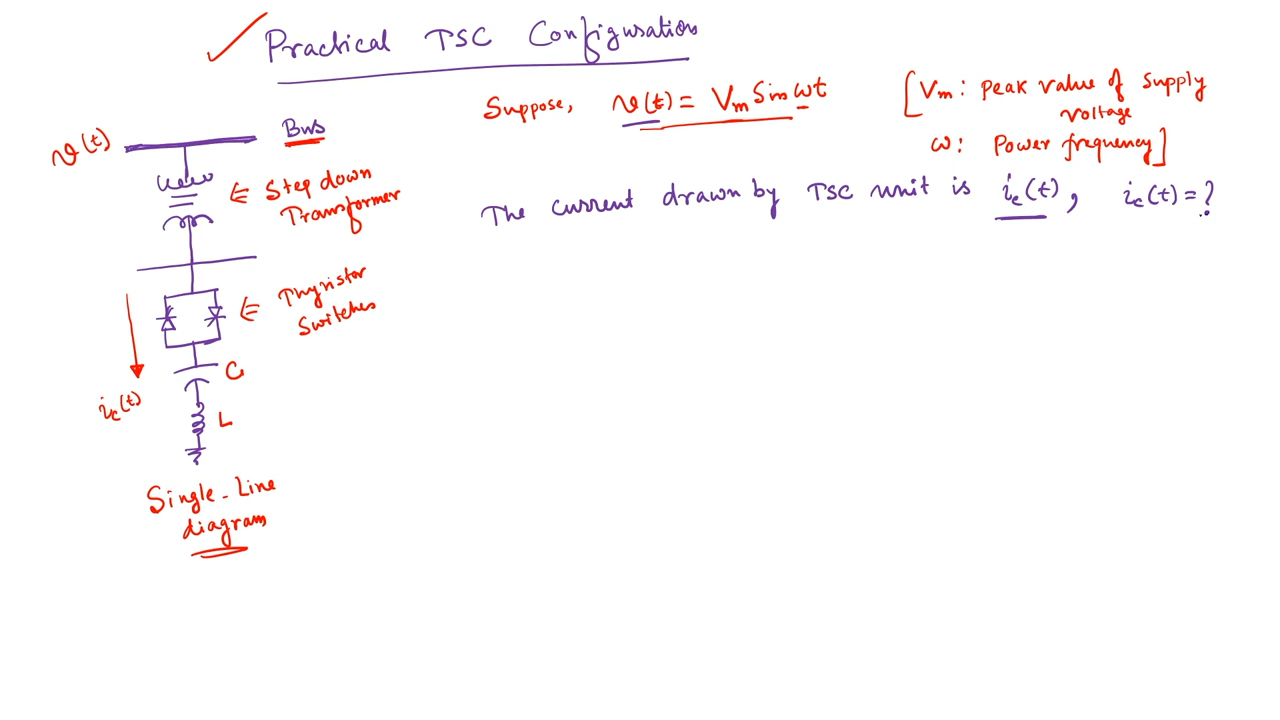 Practical TSC Configuration
Suppose, v(t) = Vm Sin ωt
[Vm : Peak value of Supply
voltage
ω : Power frequency]
v(t)
Bus
Step down
Transformer
The current drawn by TSC unit is ic(t), ic(t) = ?
Thyristor
Switches
C
ic(t)
L
Single-Line
diagram